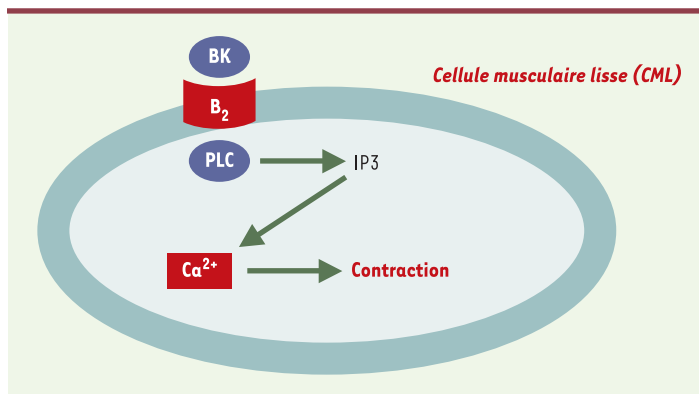 BK
Cellule musculaire lisse (CML)
B2
PLC
IP3
Ca2+
Contraction